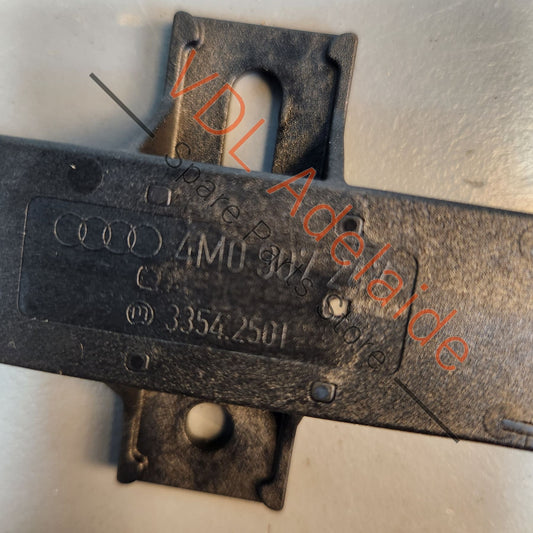 4M0
3354.2501
VDL Adelaide
Spare Parts Store